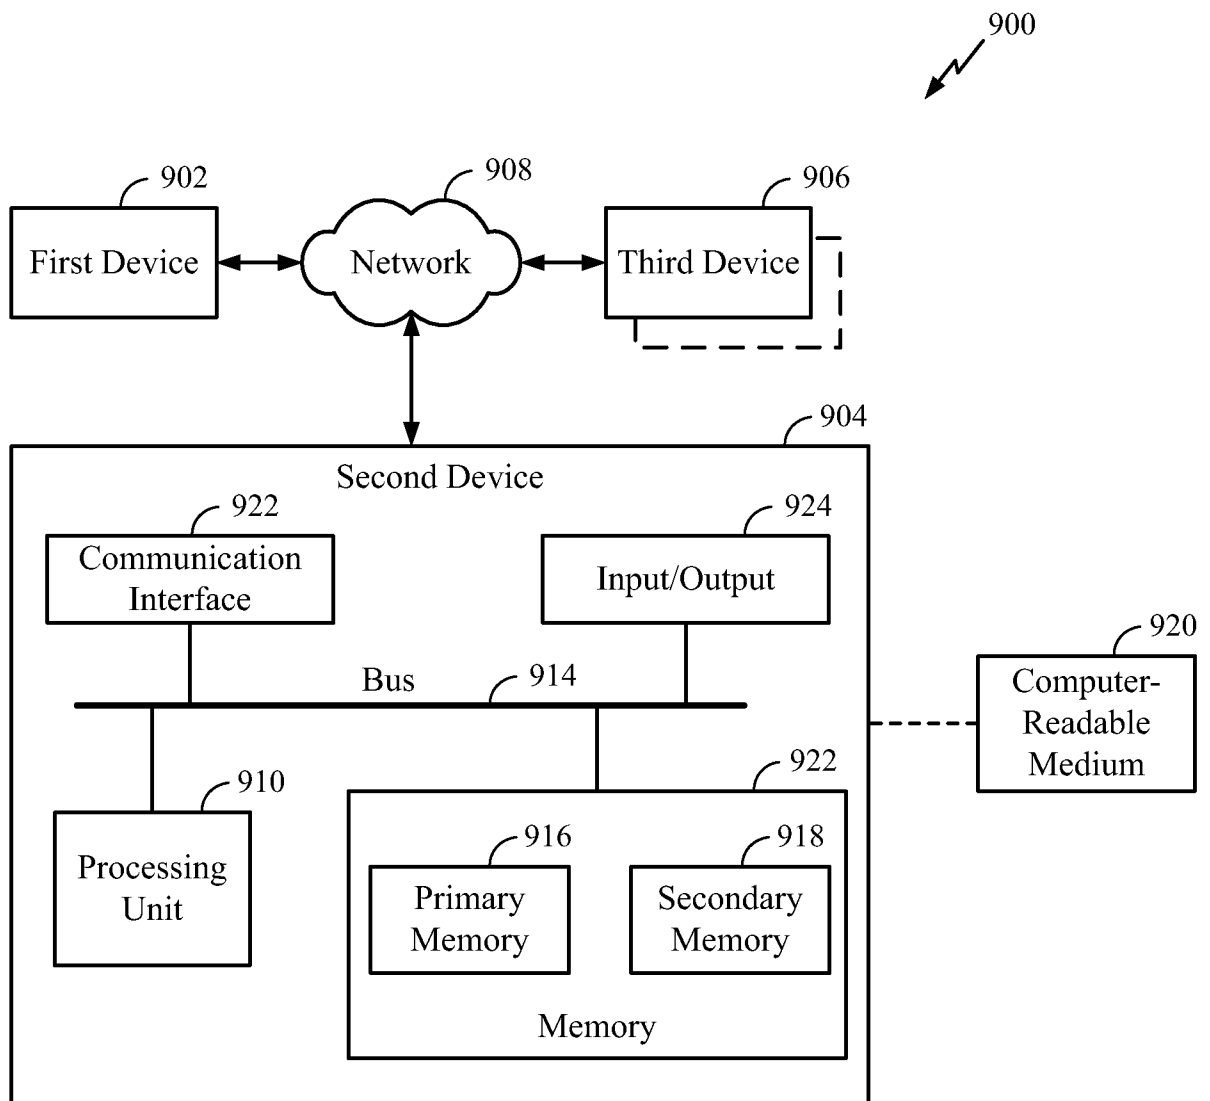 900
902
908
906
First Device
Network
Third Device
904
Second Device
922
924
Communication
Interface
Input/Output
920
Bus
914
Computer-
Readable
Medium
910
922
Processing
Unit
916
918
Primary
Memory
Secondary
Memory
Memory